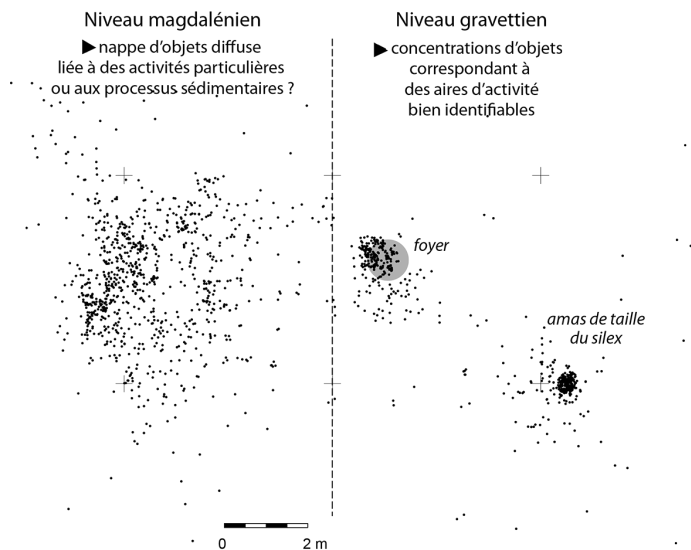 Niveau magdalénien
▶ nappe d'objets diffuse
liée à des activités particulières
ou aux processus sédimentaires ?
Niveau gravettien
▶ concentrations d'objets
correspondant à
des aires d'activité
bien identifiables
foyer
amas de taille
du silex
0 2 m